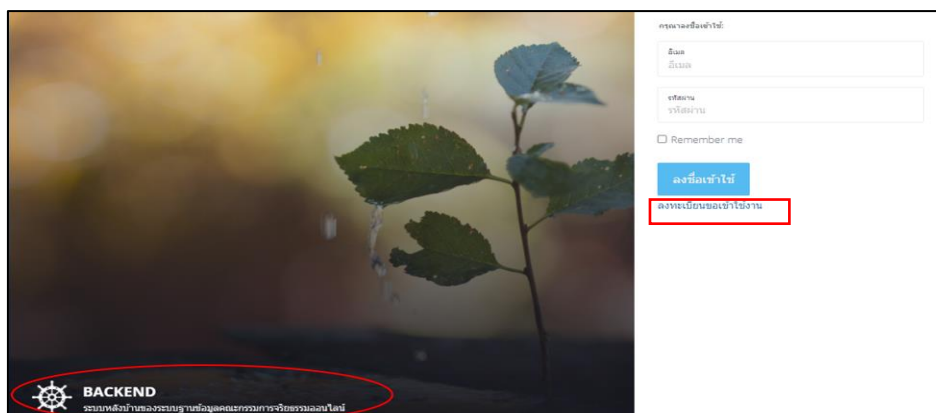 กรุณาลงชื่อเข้าใช้:
อีเมล
อีเมล
รหัสผ่าน
รหัสผ่าน
Remember me
ลงชื่อเข้าใช้
ลงทะเบียนขอเข้าใช้งาน
BACKEND
ระบบหลังบ้านของระบบฐานข้อมูลคณะกรรมการจริยธรรมออนไลน์